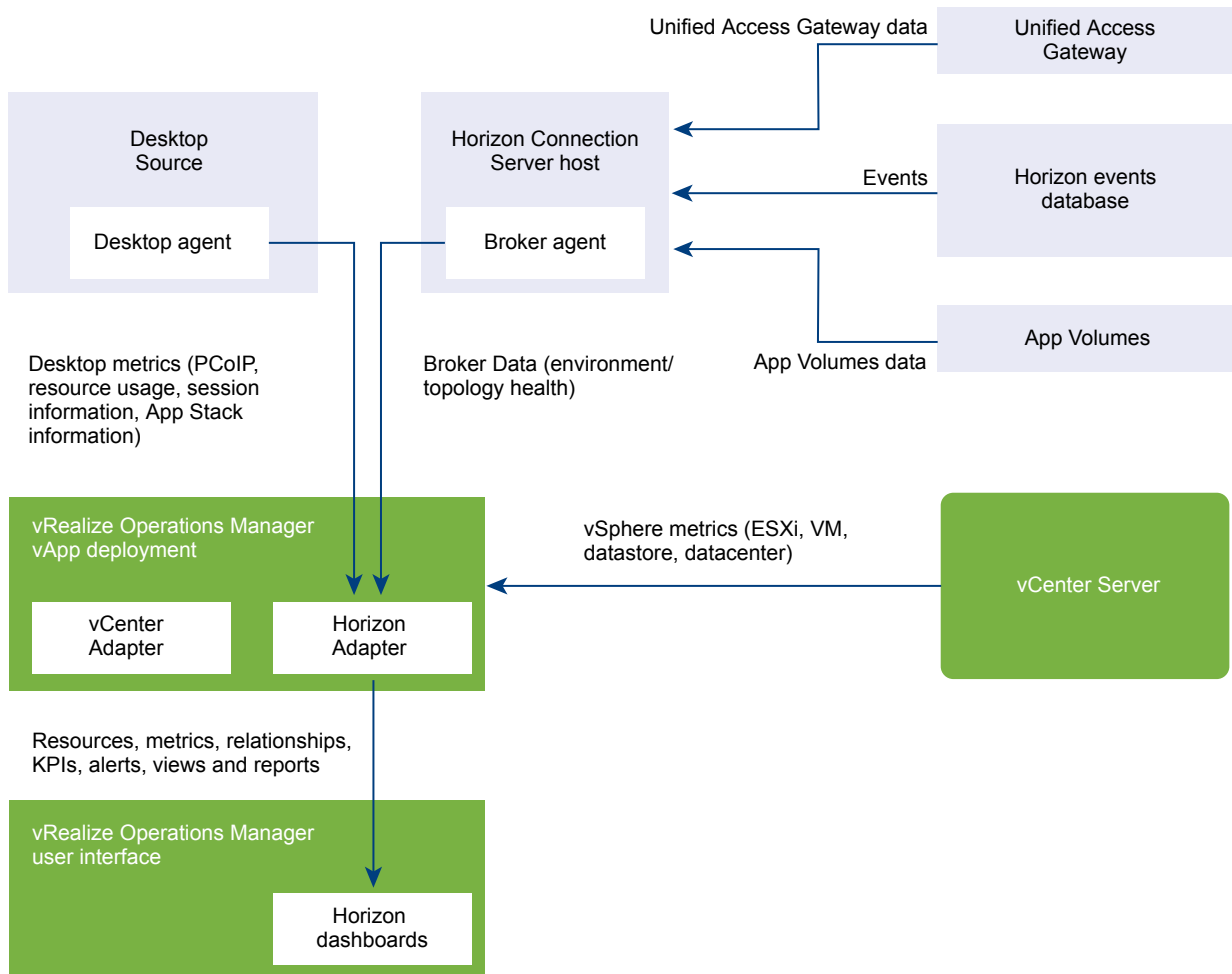 Unified Access Gateway data
Unified Access
Gateway
Desktop
Source
Horizon Connection
Server host
Events
Horizon events
database
Desktop agent
Broker agent
App Volumes
App Volumes data
Desktop metrics (PCoIP,
resource usage, session
information, App Stack
information)
Broker Data (environment/
topology health)
vRealize Operations Manager
vApp deployment
vSphere metrics (ESXi, VM,
datastore, datacenter)
vCenter Server
vCenter
Adapter
Horizon
Adapter
Resources, metrics, relationships,
KPIs, alerts, views and reports
vRealize Operations Manager
user interface
Horizon
dashboards